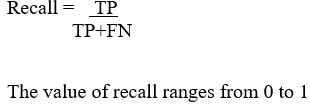 Recall = TP
TP+FN
The value of recall ranges from 0 to 1